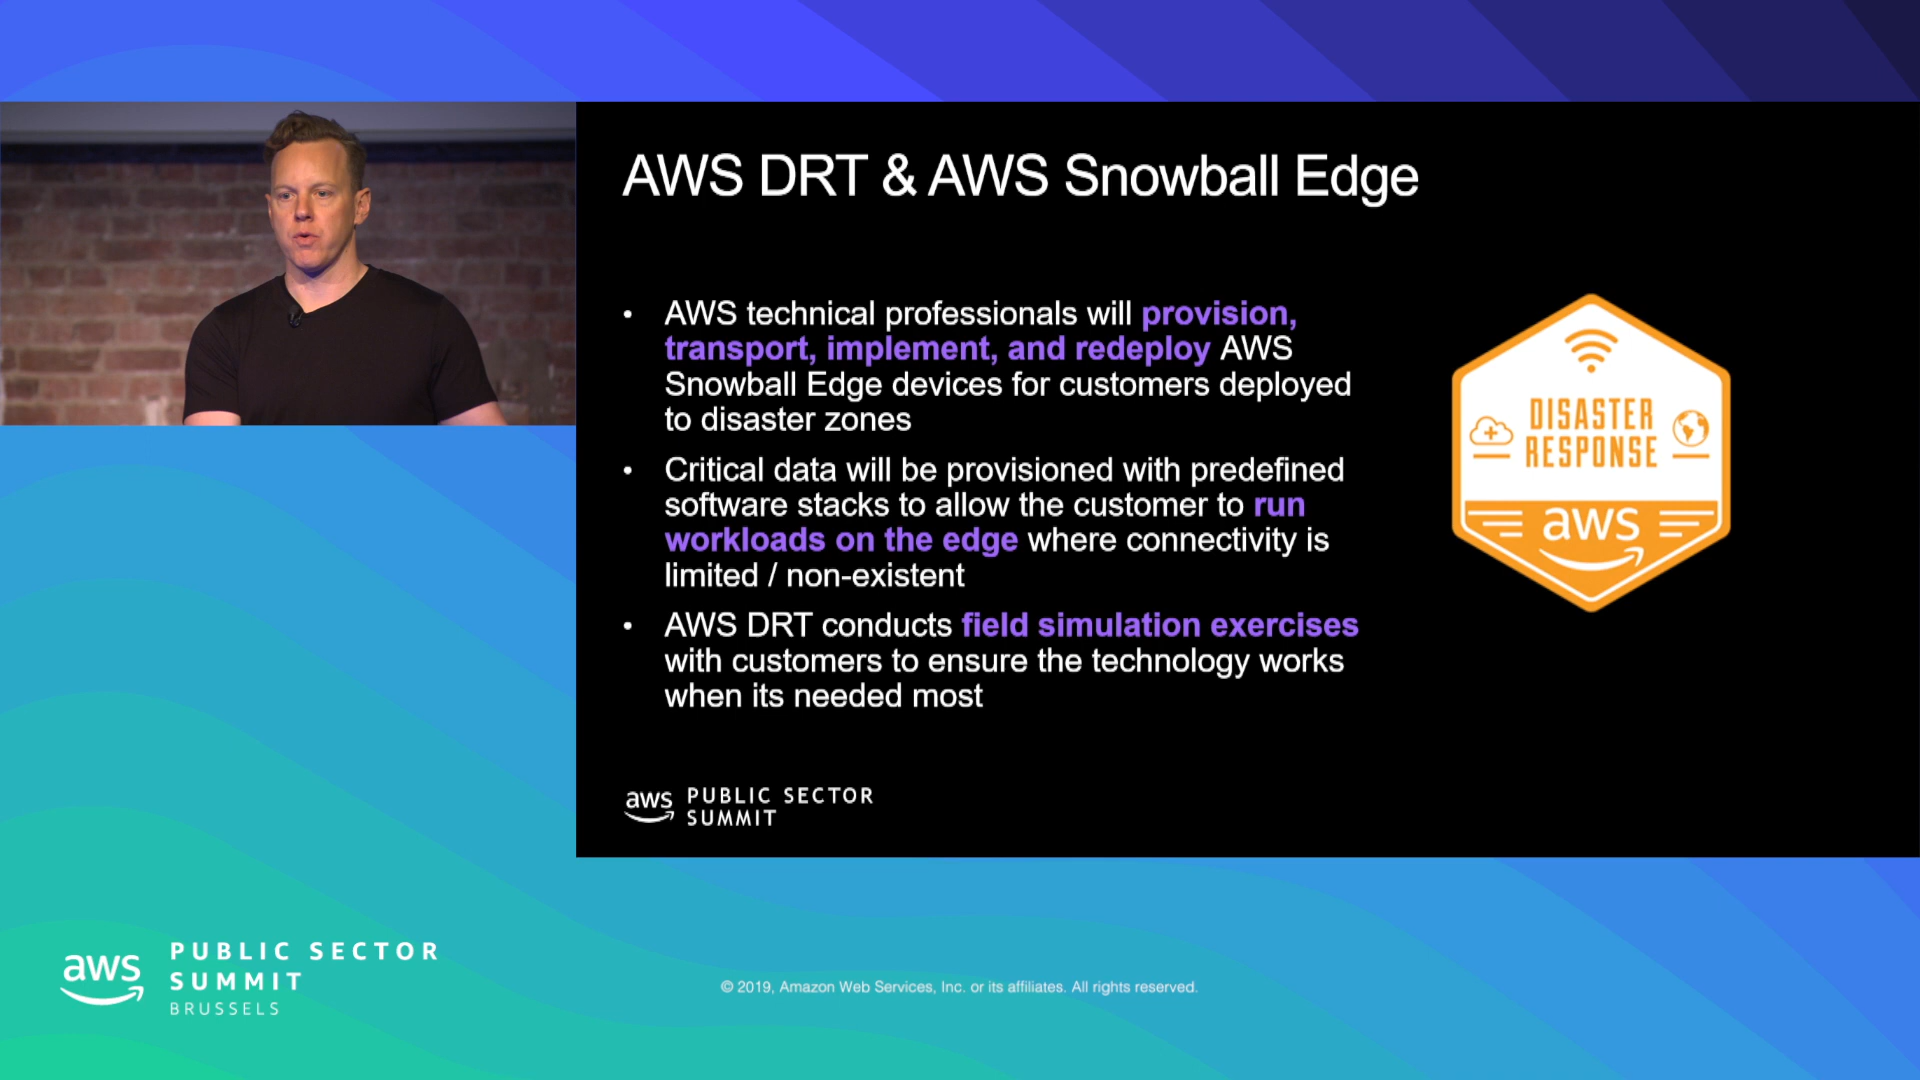 AWS DRT & AWS Snowball Edge
• AWS technical professionals will provision,
transport, implement, and redeploy AWS
Snowball Edge devices for customers deployed
to disaster zones
• Critical data will be provisioned with predefined
software stacks to allow the customer to run
workloads on the edge where connectivity is
limited / non-existent
• AWS DRT conducts field simulation exercises
with customers to ensure the technology works
when its needed most
DISASTER
RESPONSE
aws
aws PUBLIC SECTOR
SUMMIT
aws PUBLIC SECTOR
SUMMIT
BRUSSELS
© 2019, Amazon Web Services, Inc. or its affiliates. All rights reserved.